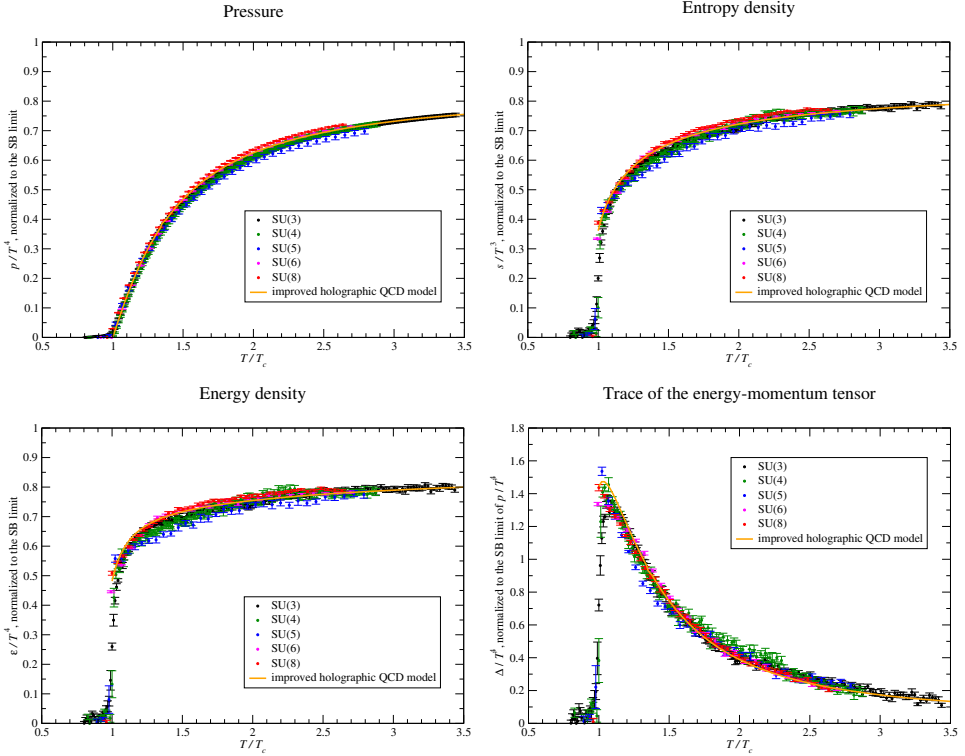 Pressure
1
0.9
0.8
0.7
0.6
0.5
0.4
0.3
0.2
0.1
0
p / T^4, normalized to the SB limit
SU(3)
SU(4)
SU(5)
SU(6)
SU(8)
improved holographic QCD model
0.5 1 1.5 2 2.5 3 3.5
T / T_c
Entropy density
1
0.9
0.8
0.7
0.6
0.5
0.4
0.3
0.2
0.1
0
s / T^3, normalized to the SB limit
SU(3)
SU(4)
SU(5)
SU(6)
SU(8)
improved holographic QCD model
0.5 1 1.5 2 2.5 3 3.5
T / T_c
Energy density
1
0.9
0.8
0.7
0.6
0.5
0.4
0.3
0.2
0.1
0
ε / T^4, normalized to the SB limit
SU(3)
SU(4)
SU(5)
SU(6)
SU(8)
improved holographic QCD model
0.5 1 1.5 2 2.5 3 3.5
T / T_c
Trace of the energy-momentum tensor
1.8
1.6
1.4
1.2
1
0.8
0.6
0.4
0.2
0
Δ / T^4, normalized to the SB limit of p / T^4
SU(3)
SU(4)
SU(5)
SU(6)
SU(8)
improved holographic QCD model
0.5 1 1.5 2 2.5 3 3.5
T / T_c